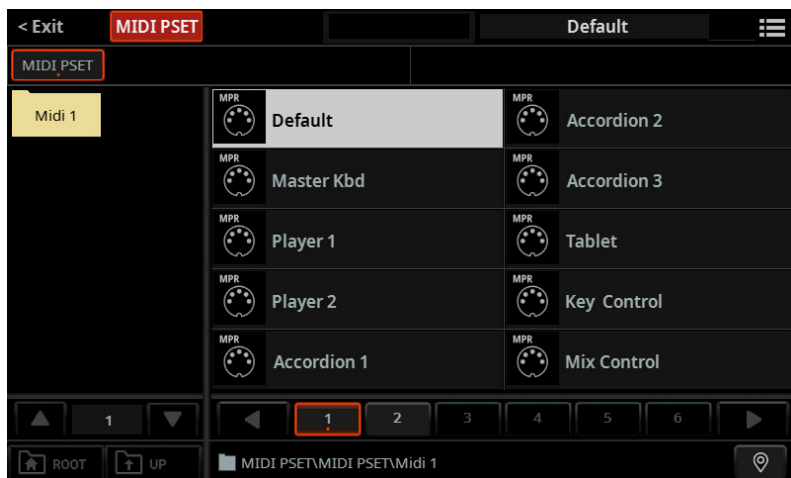 < Exit MIDI PSET Default
MIDI PSET
Midi 1
MPR Default
MPR Accordion 2
MPR Master Kbd
MPR Accordion 3
MPR Player 1
MPR Tablet
MPR Player 2
MPR Key Control
MPR Accordion 1
MPR Mix Control
1 1 2 3 4 5 6
ROOT UP MIDI PSET\MIDI PSET\Midi 1